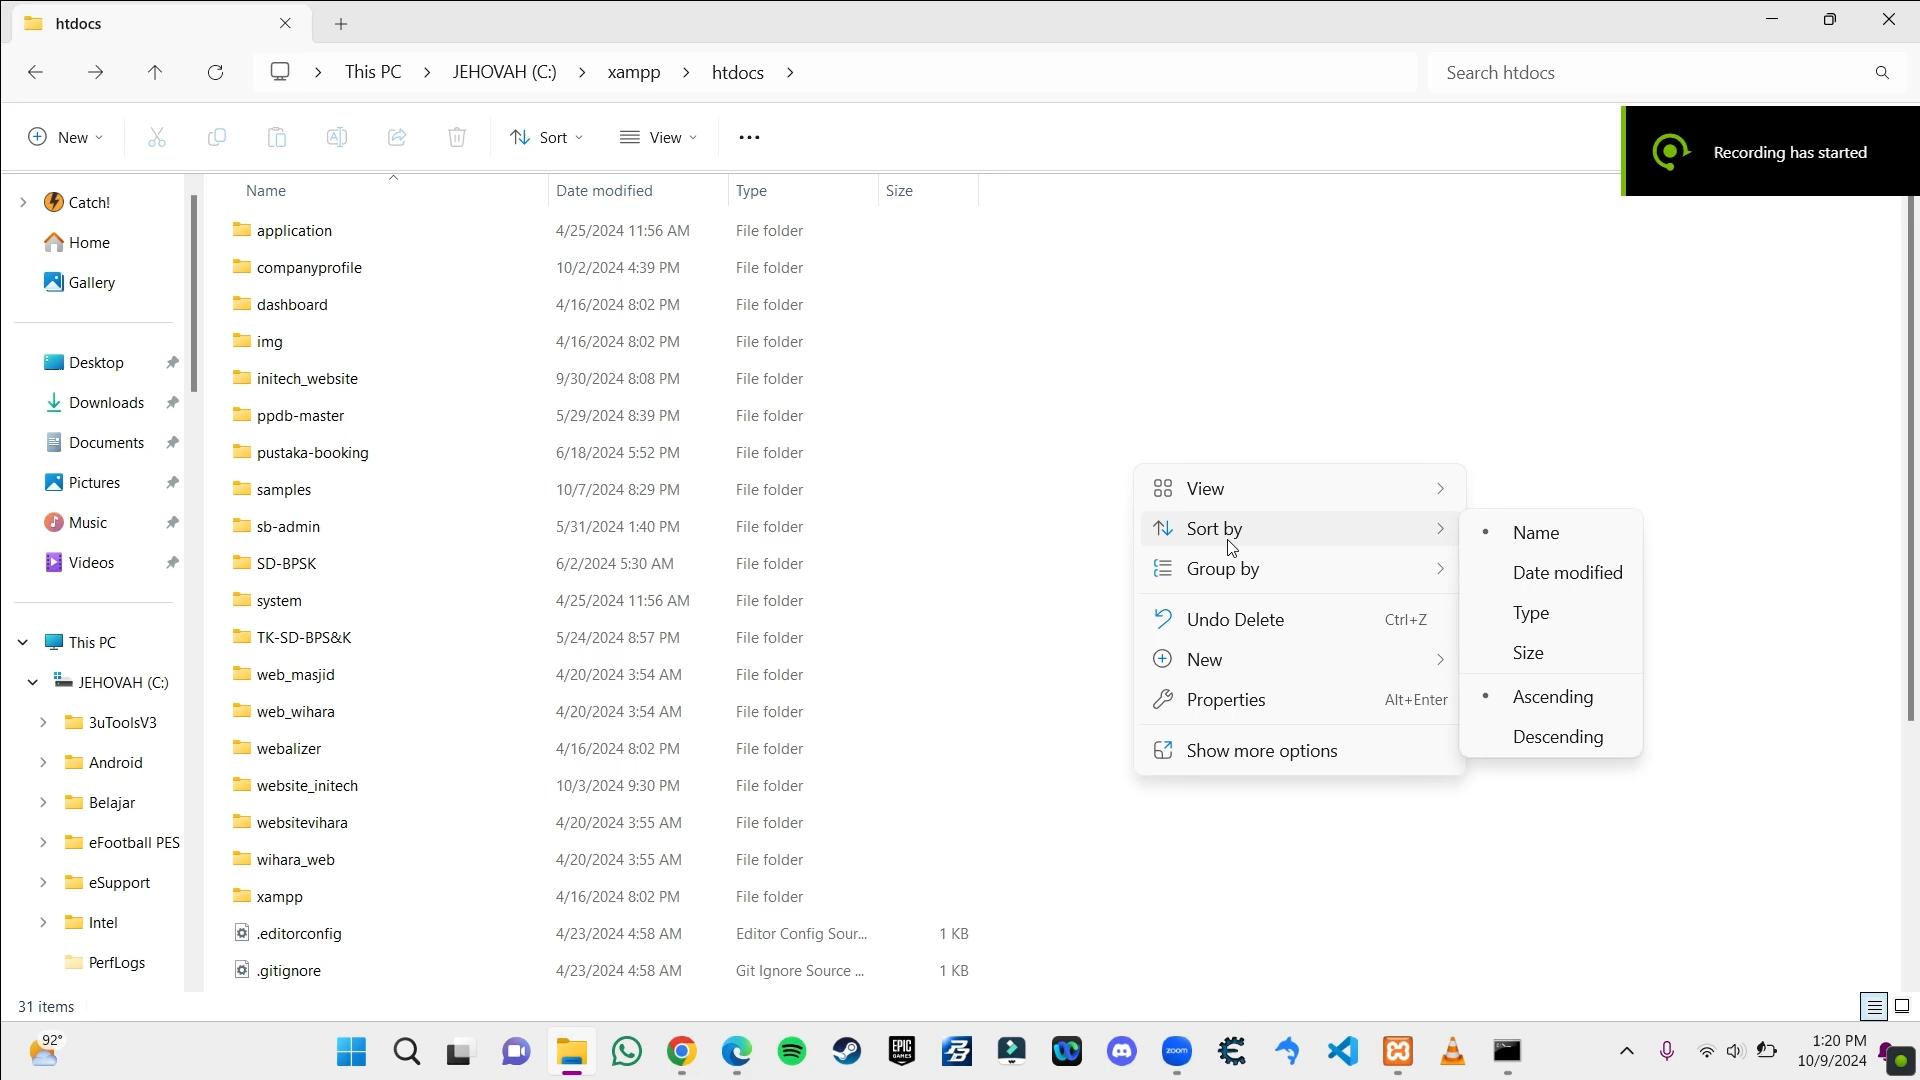 htdocs
This PC > JEHOVAH (C:) > xampp > htdocs >
Search htdocs
New
Sort
View
Recording has started
Name Date modified Type Size
Catch!
Home
Gallery
Desktop
Downloads
Documents
Pictures
Music
Videos
This PC
JEHOVAH (C:)
3uToolsV3
Android
Belajar
eFootball PES
eSupport
Intel
PerfLogs
application 4/25/2024 11:56 AM File folder
companyprofile 10/2/2024 4:39 PM File folder
dashboard 4/16/2024 8:02 PM File folder
img 4/16/2024 8:02 PM File folder
initech_website 9/30/2024 8:08 PM File folder
ppdb-master 5/29/2024 8:39 PM File folder
pustaka-booking 6/18/2024 5:52 PM File folder
samples 10/7/2024 8:29 PM File folder
sb-admin 5/31/2024 1:40 PM File folder
SD-BPSK 6/2/2024 5:30 AM File folder
system 4/25/2024 11:56 AM File folder
TK-SD-BPS&K 5/24/2024 8:57 PM File folder
web_masjid 4/20/2024 3:54 AM File folder
web_wihara 4/20/2024 3:54 AM File folder
webalizer 4/16/2024 8:02 PM File folder
website_initech 10/3/2024 9:30 PM File folder
websitevihara 4/20/2024 3:55 AM File folder
wihara_web 4/20/2024 3:55 AM File folder
xampp 4/16/2024 8:02 PM File folder
.editorconfig 4/23/2024 4:58 AM Editor Config Sour... 1 KB
.gitignore 4/23/2024 4:58 AM Git Ignore Source ... 1 KB
View
Sort by
Group by
Undo Delete Ctrl+Z
New
Properties Alt+Enter
Show more options
Name
Date modified
Type
Size
Ascending
Descending
31 items
92°
EPIC GAMES
zoom
1:20 PM
10/9/2024